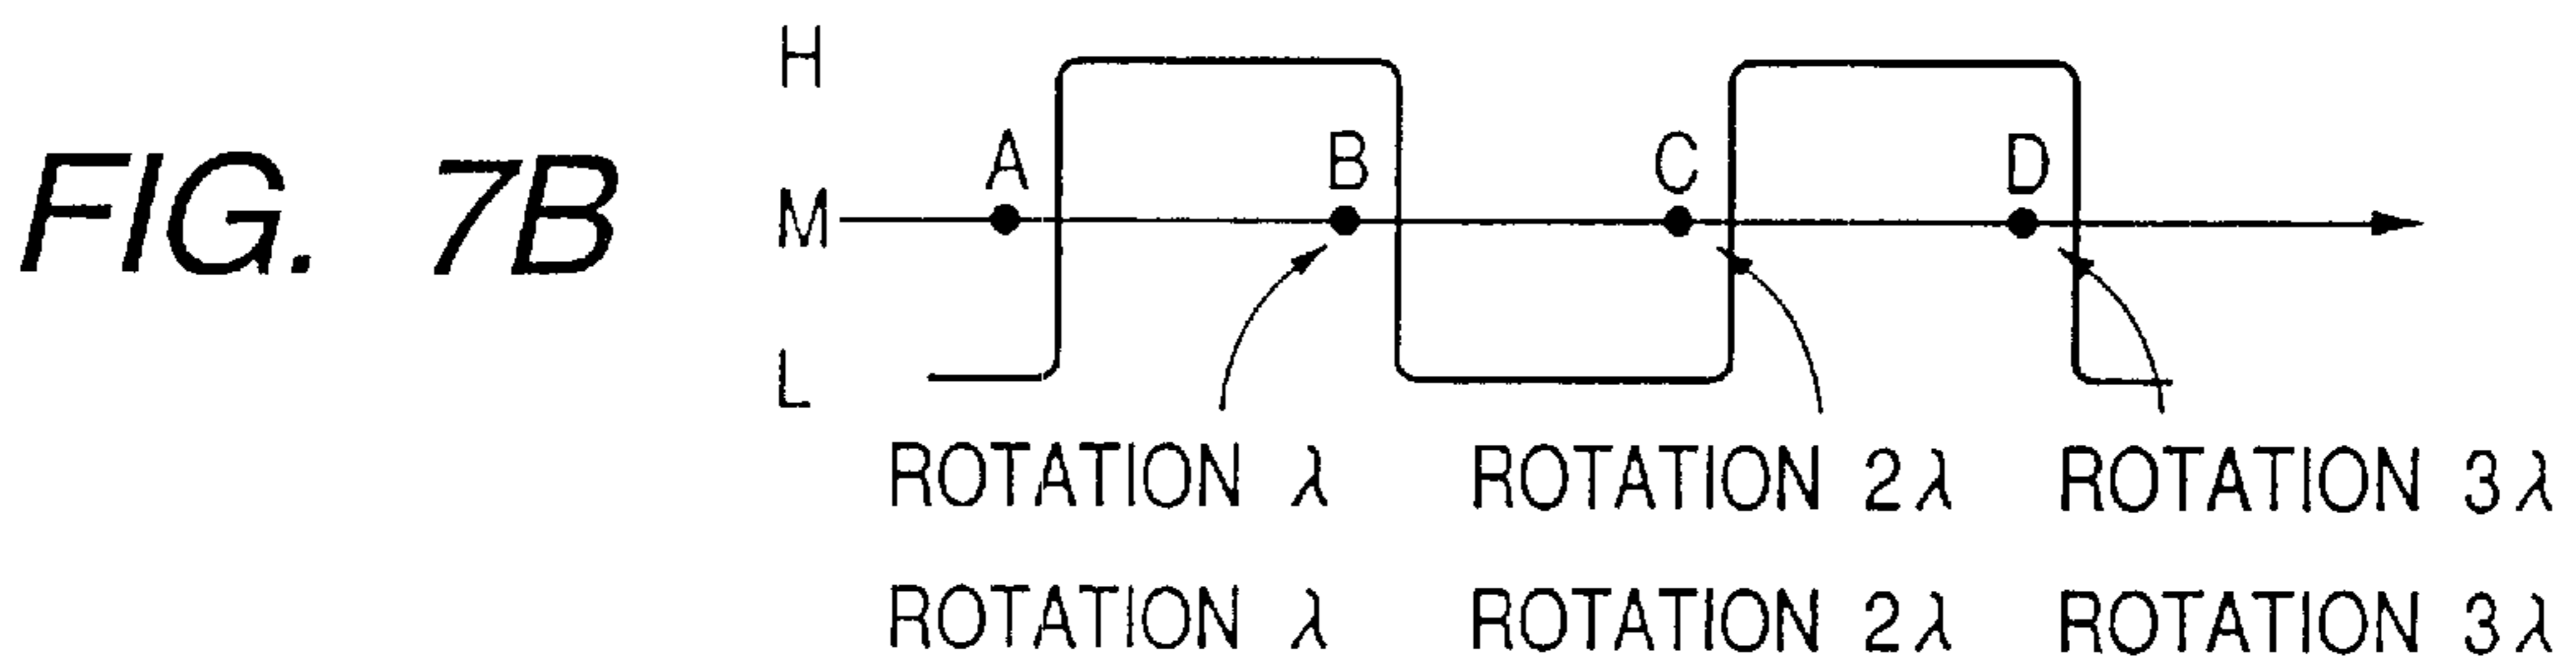 FIG. 7B
H
A B C D
M
L
ROTATION λ ROTATION 2λ ROTATION 3λ
ROTATION λ ROTATION 2λ ROTATION 3λ